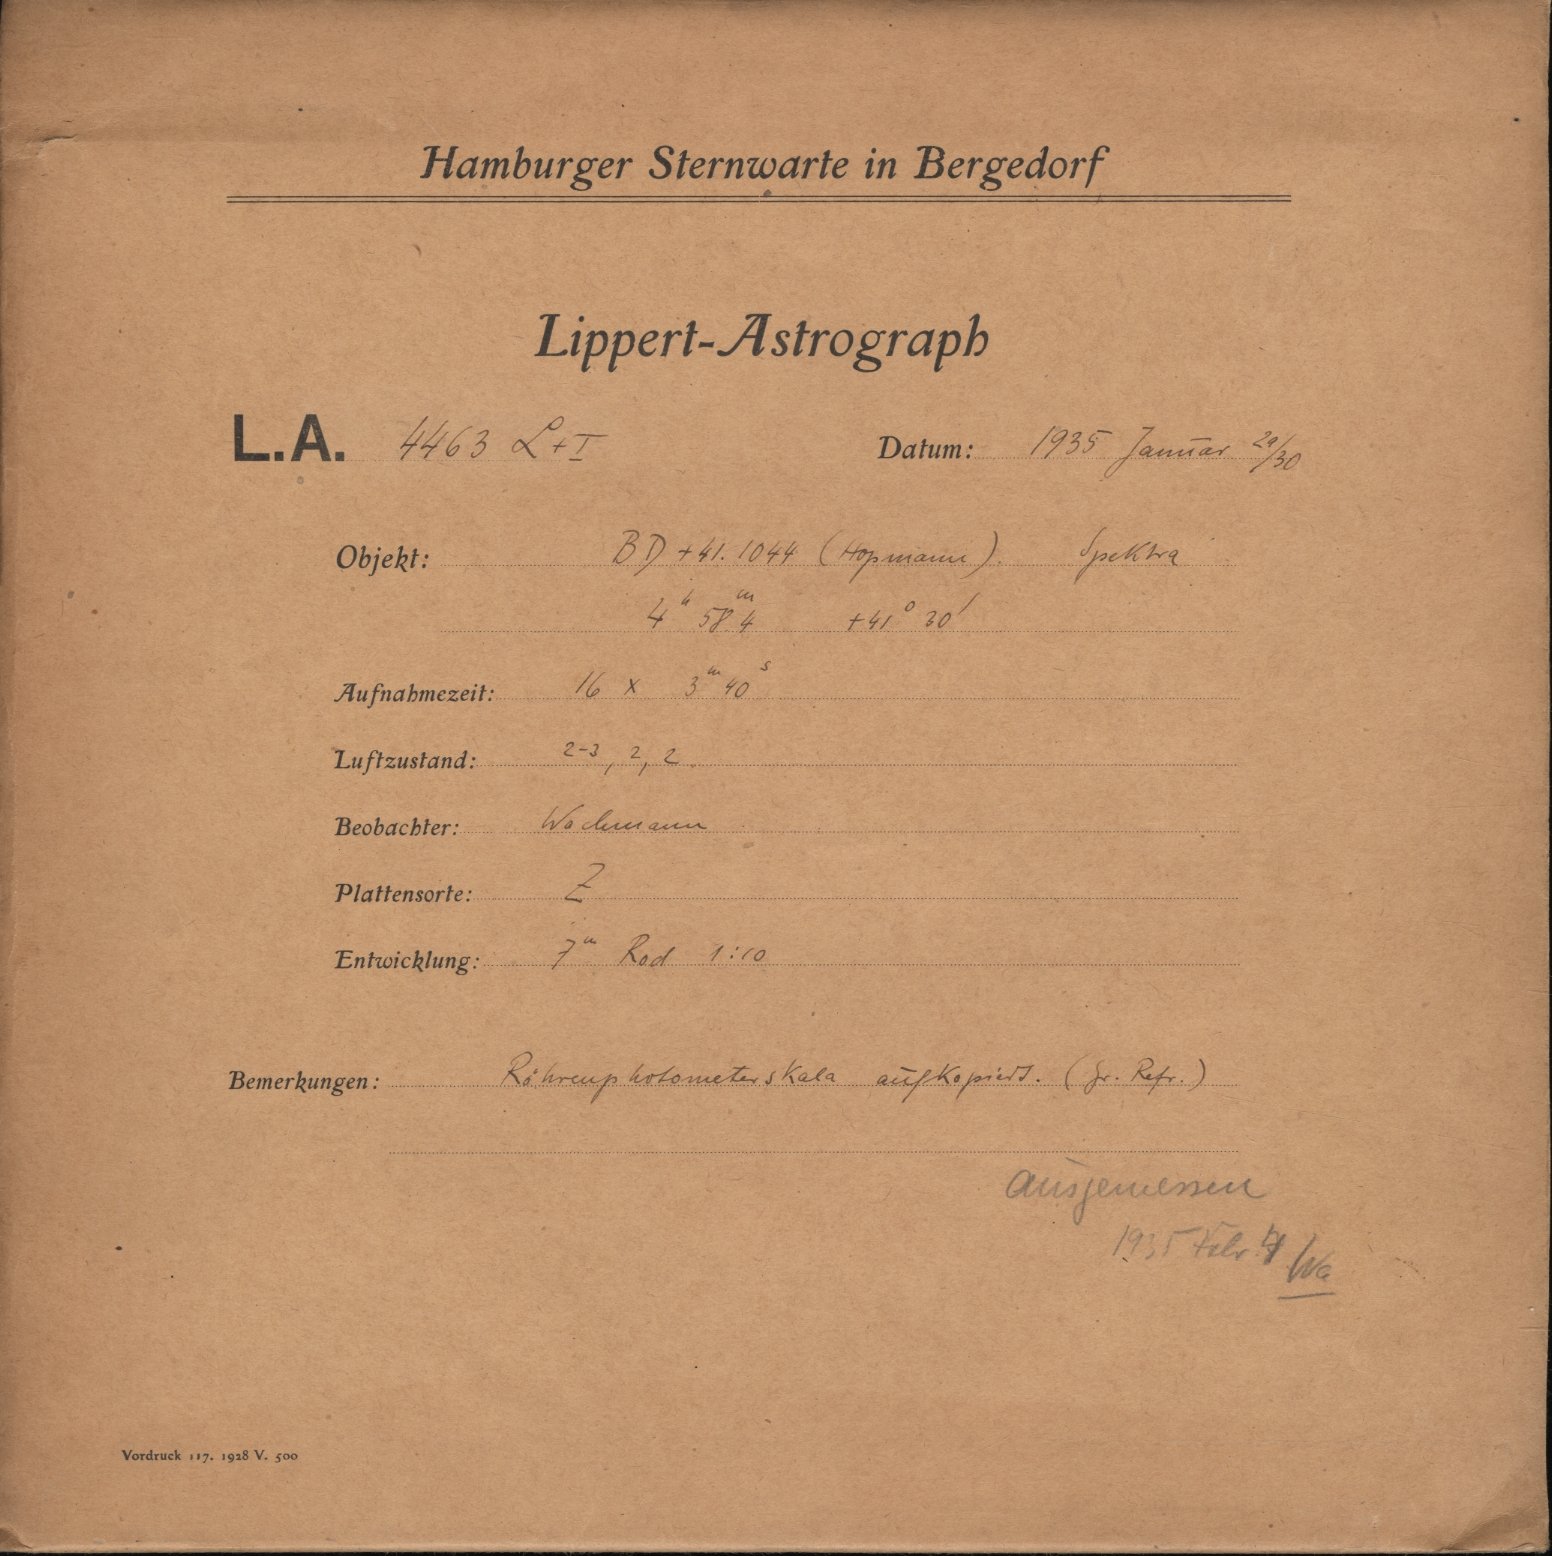 Hamburger Sternwarte in Bergedorf
Lippert-Astrograph
L.A. 4463 L+I Datum: 1935 Januar 29/30
Objekt: BD +41.1044 (Hopmann). Spektra
4h 58m.4 +41° 30'
Aufnahmezeit: 16 x 3m 40s
Luftzustand: 2-3, 2, 2.
Beobachter: Wachmann
Plattensorte: Z
Entwicklung: 7m Rod 1:10
Bemerkungen: Röhrenphotometerskala aufkopiert. (Gr. Refr.)
ausgemessen
1935 Febr. Wa
Vordruck 117. 1928 V. 500